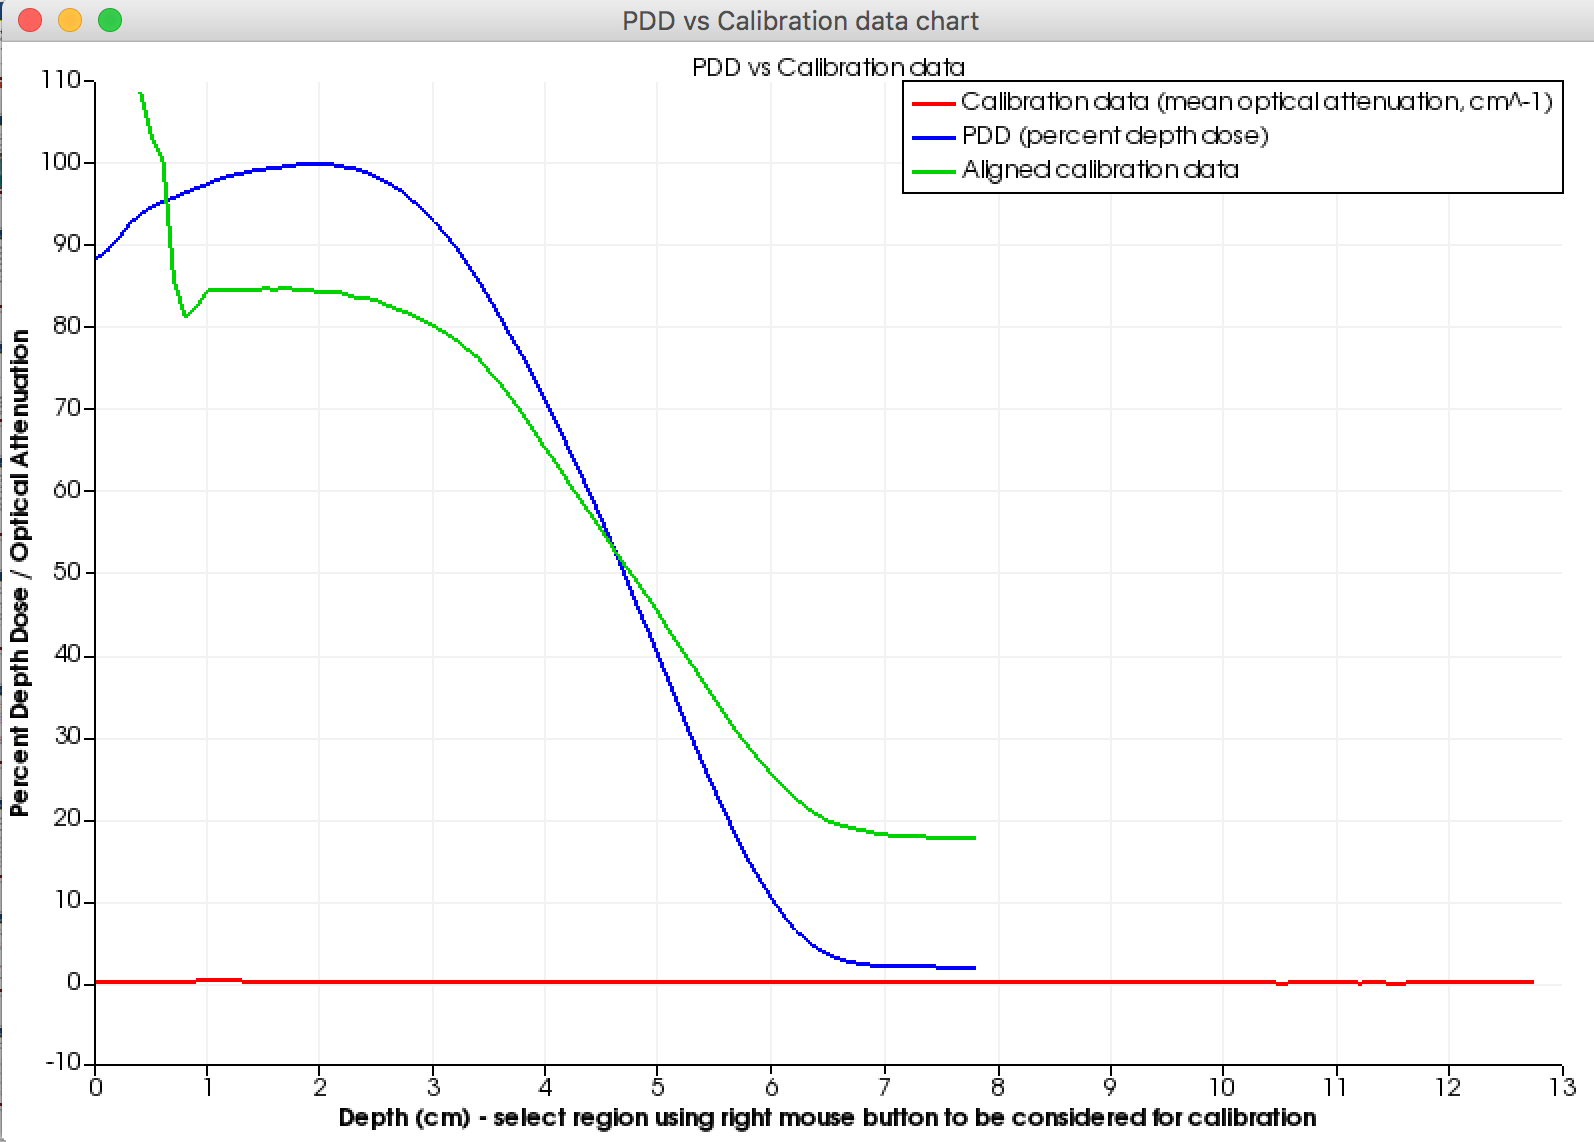 PDD vs Calibration data chart
PDD vs Calibration data
Calibration data (mean optical attenuation, cm^-1)
PDD (percent depth dose)
Aligned calibration data
110
100
90
80
70
60
50
40
30
20
10
0
-10
Percent Depth Dose / Optical Attenuation
0 1 2 3 4 5 6 7 8 9 10 11 12 13
Depth (cm) - select region using right mouse button to be considered for calibration